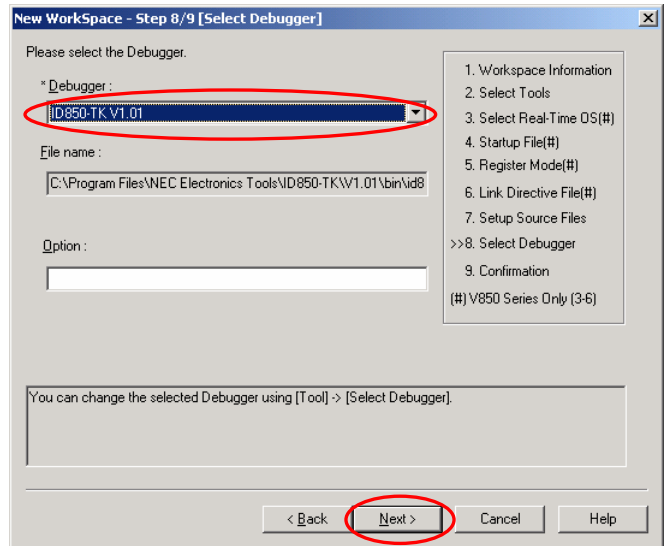 New WorkSpace - Step 8/9 [Select Debugger]
Please select the Debugger.
* Debugger :
ID850-TK V1.01
File name :
C:\Program Files\NEC Electronics Tools\ID850-TK\V1.01\bin\id8
Option :
1. Workspace Information
2. Select Tools
3. Select Real-Time OS(#)
4. Startup File(#)
5. Register Mode(#)
6. Link Directive File(#)
7. Setup Source Files
>>8. Select Debugger
9. Confirmation
(#) V850 Series Only (3-6)
You can change the selected Debugger using [Tool] -> [Select Debugger].
< Back
Next >
Cancel
Help